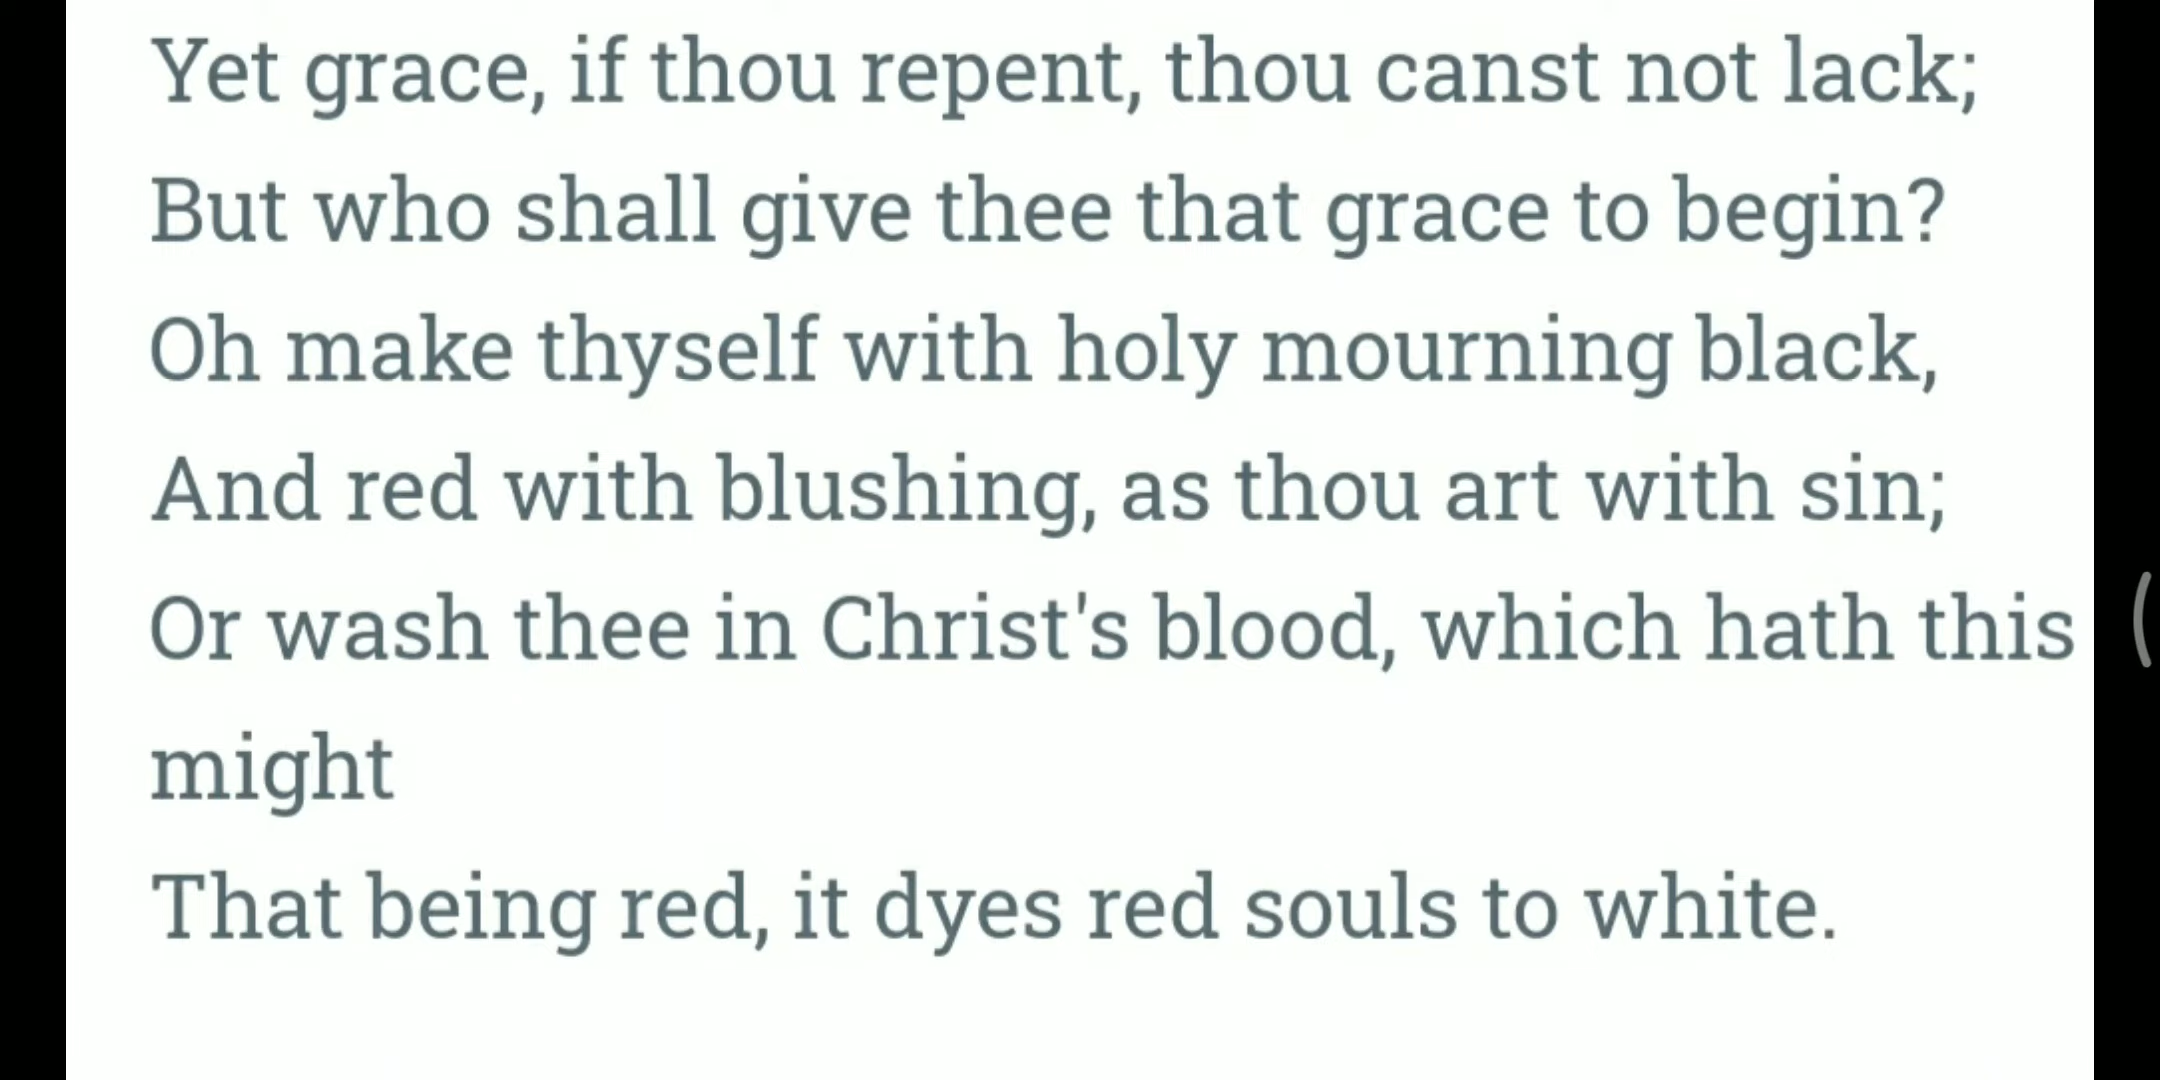 Yet grace, if thou repent, thou canst not lack;
But who shall give thee that grace to begin?
Oh make thyself with holy mourning black,
And red with blushing, as thou art with sin;
Or wash thee in Christ's blood, which hath this
might
That being red, it dyes red souls to white.